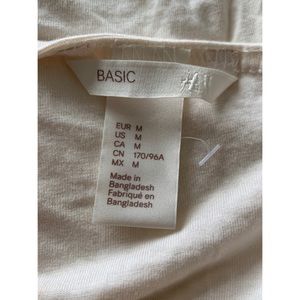 BASIC
H&M
EUR M
US M
CA M
CN 170/96A
MX M
Made in
Bangladesh
Fabriqué en
Bangladesh